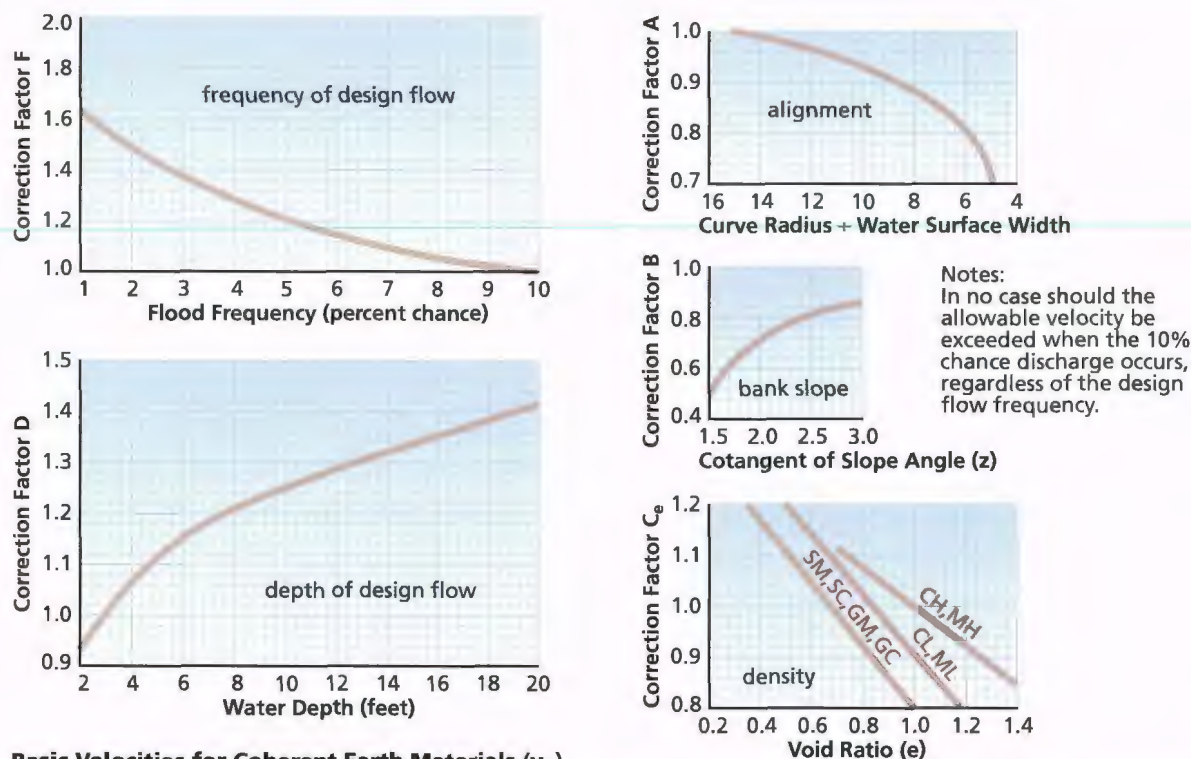 Correction Factor F
2.0
1.8
1.6
1.4
1.2
1.0
frequency of design flow
1 2 3 4 5 6 7 8 9 10
Flood Frequency (percent chance)
Correction Factor A
1.0
0.9
0.8
0.7
alignment
16 14 12 10 8 6 4
Curve Radius ÷ Water Surface Width
Correction Factor B
1.0
0.8
0.6
0.4
bank slope
1.5 2.0 2.5 3.0
Cotangent of Slope Angle (z)
Notes:
In no case should the
allowable velocity be
exceeded when the 10%
chance discharge occurs,
regardless of the design
flow frequency.
Correction Factor D
1.5
1.4
1.3
1.2
1.1
1.0
0.9
depth of design flow
2 4 6 8 10 12 14 16 18 20
Water Depth (feet)
Correction Factor Ce
1.2
1.1
1.0
0.9
0.8
SM,SC,GM,GC
CL,ML
CH,MH
density
0.2 0.4 0.6 0.8 1.0 1.2 1.4
Void Ratio (e)
Basic Velocities for Coherent Earth Materials